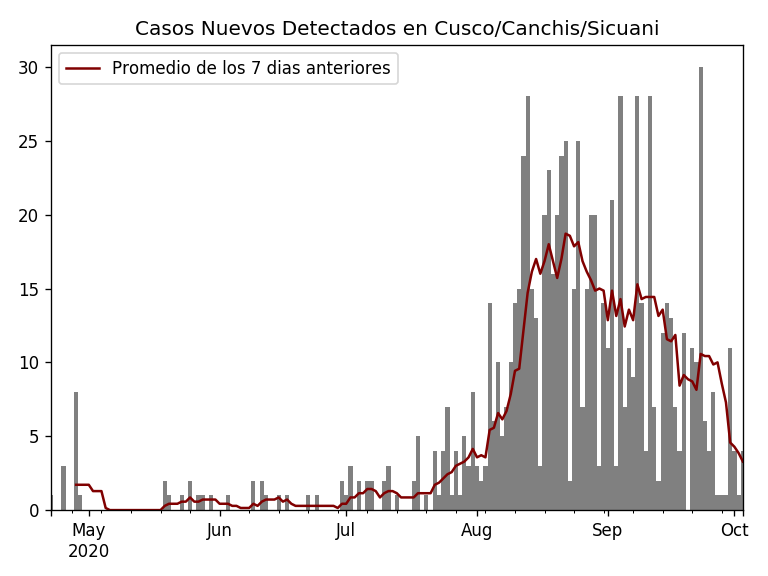 Casos Nuevos Detectados en Cusco/Canchis/Sicuani
Promedio de los 7 dias anteriores
30
25
20
15
10
5
0
May Jun Jul Aug Sep Oct
2020